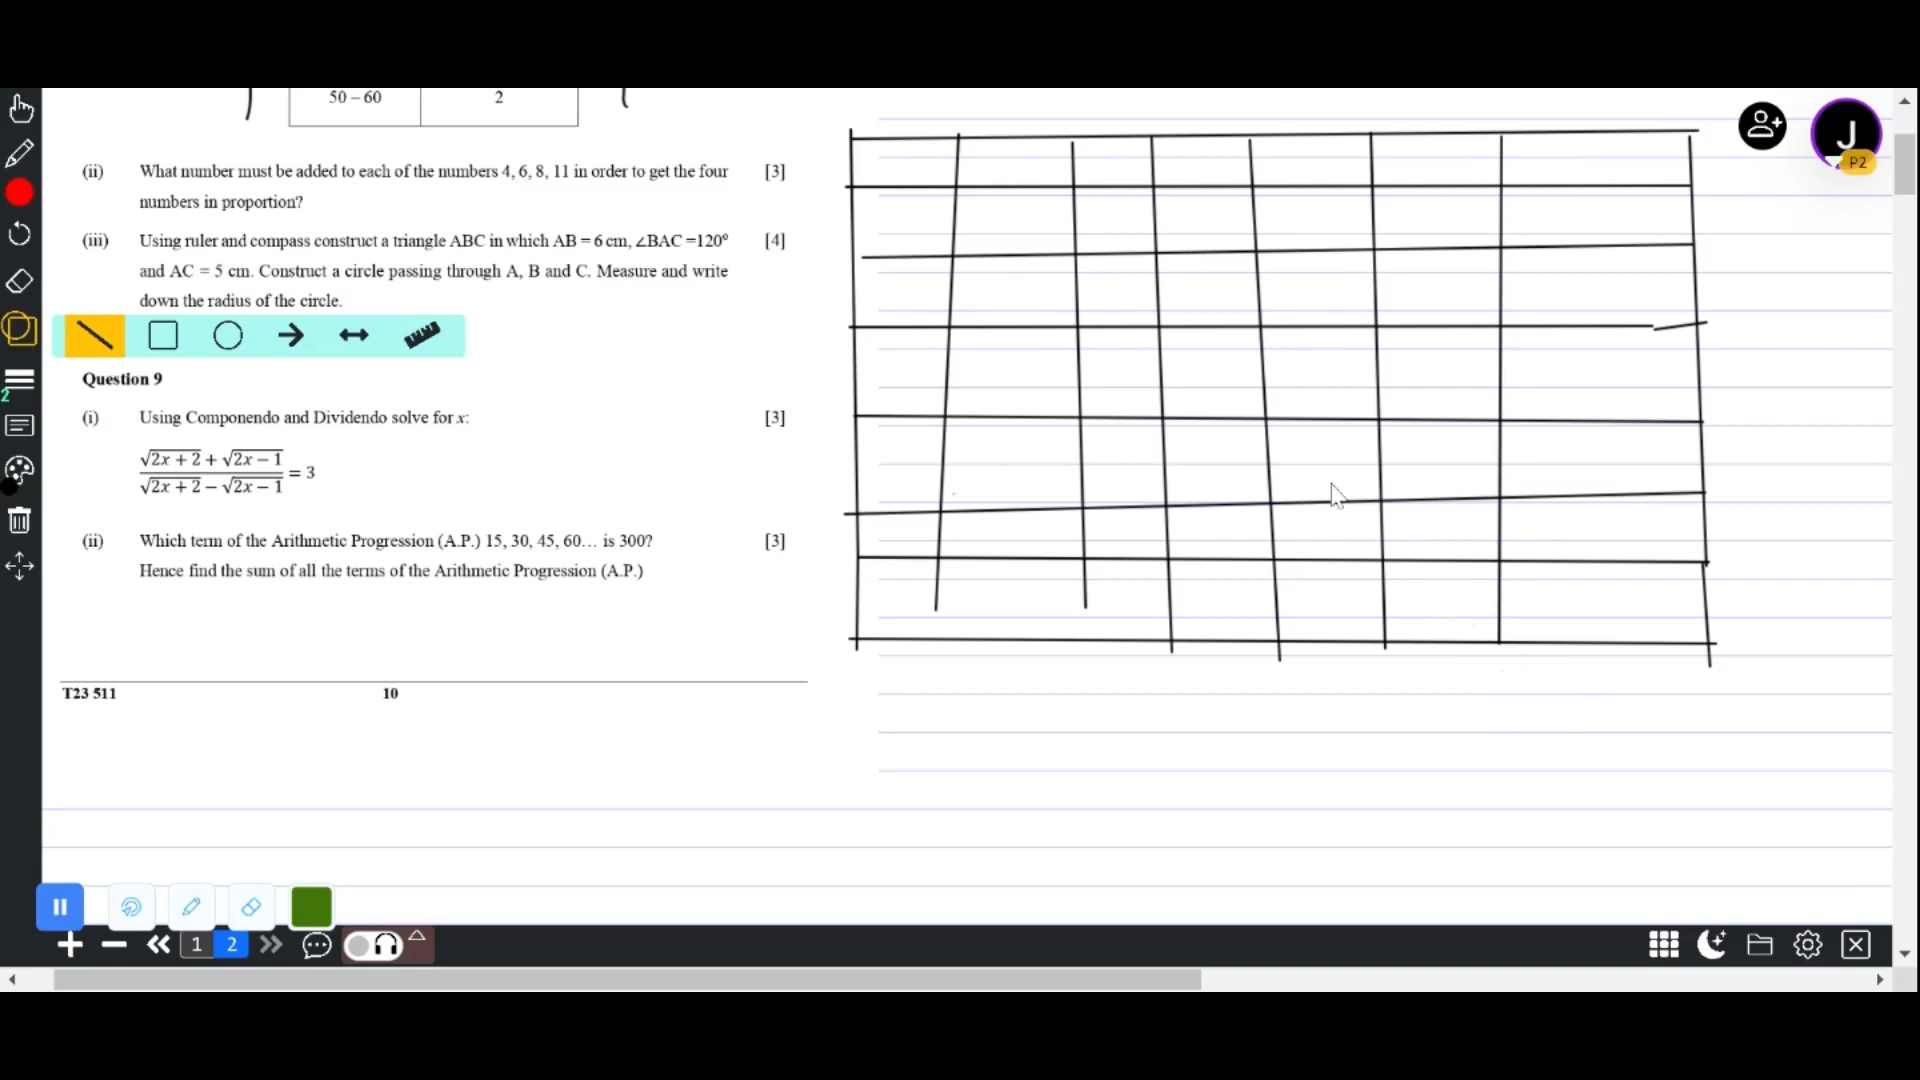 50 – 60 2
(ii) What number must be added to each of the numbers 4, 6, 8, 11 in order to get the four [3]
numbers in proportion?
(iii) Using ruler and compass construct a triangle ABC in which AB = 6 cm, ∠BAC =120° [4]
and AC = 5 cm. Construct a circle passing through A, B and C. Measure and write
down the radius of the circle.
Question 9
(i) Using Componendo and Dividendo solve for x: [3]
√2x + 2 + √2x − 1
√2x + 2 − √2x − 1
= 3
(ii) Which term of the Arithmetic Progression (A.P.) 15, 30, 45, 60… is 300? [3]
Hence find the sum of all the terms of the Arithmetic Progression (A.P.)
T23 511 10
J
P2
2
1 2